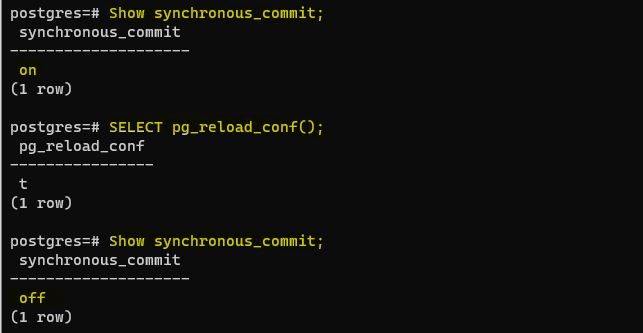 postgres=# Show synchronous_commit;
 synchronous_commit
--------------------
 on
(1 row)

postgres=# SELECT pg_reload_conf();
 pg_reload_conf
----------------
 t
(1 row)

postgres=# Show synchronous_commit;
 synchronous_commit
--------------------
 off
(1 row)